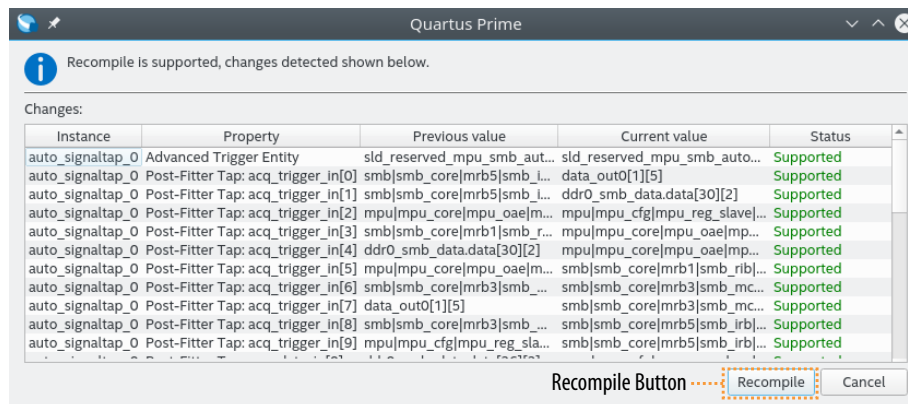 Quartus Prime
Recompile is supported, changes detected shown below.
Changes:
Instance Property Previous value Current value Status
auto_signaltap_0 Advanced Trigger Entity sld_reserved_mpu_smb_aut... sld_reserved_mpu_smb_auto... Supported
auto_signaltap_0 Post-Fitter Tap: acq_trigger_in[0] smb|smb_core|mrb5|smb_i... data_out0[1][5] Supported
auto_signaltap_0 Post-Fitter Tap: acq_trigger_in[1] smb|smb_core|mrb5|smb_i... ddr0_smb_data.data[30][2] Supported
auto_signaltap_0 Post-Fitter Tap: acq_trigger_in[2] mpu|mpu_core|mpu_oae|m... mpu|mpu_cfg|mpu_reg_slave|... Supported
auto_signaltap_0 Post-Fitter Tap: acq_trigger_in[3] smb|smb_core|mrb1|smb_r... mpu|mpu_core|mpu_oae|mp... Supported
auto_signaltap_0 Post-Fitter Tap: acq_trigger_in[4] ddr0_smb_data.data[30][2] mpu|mpu_core|mpu_oae|mp... Supported
auto_signaltap_0 Post-Fitter Tap: acq_trigger_in[5] mpu|mpu_core|mpu_oae|m... smb|smb_core|mrb1|smb_rib|... Supported
auto_signaltap_0 Post-Fitter Tap: acq_trigger_in[6] smb|smb_core|mrb3|smb_... smb|smb_core|mrb3|smb_mc... Supported
auto_signaltap_0 Post-Fitter Tap: acq_trigger_in[7] data_out0[1][5] smb|smb_core|mrb3|smb_mc... Supported
auto_signaltap_0 Post-Fitter Tap: acq_trigger_in[8] smb|smb_core|mrb3|smb_... smb|smb_core|mrb5|smb_irb|... Supported
auto_signaltap_0 Post-Fitter Tap: acq_trigger_in[9] mpu|mpu_cfg|mpu_reg_sla... smb|smb_core|mrb5|smb_irb|... Supported
Recompile Button Recompile Cancel